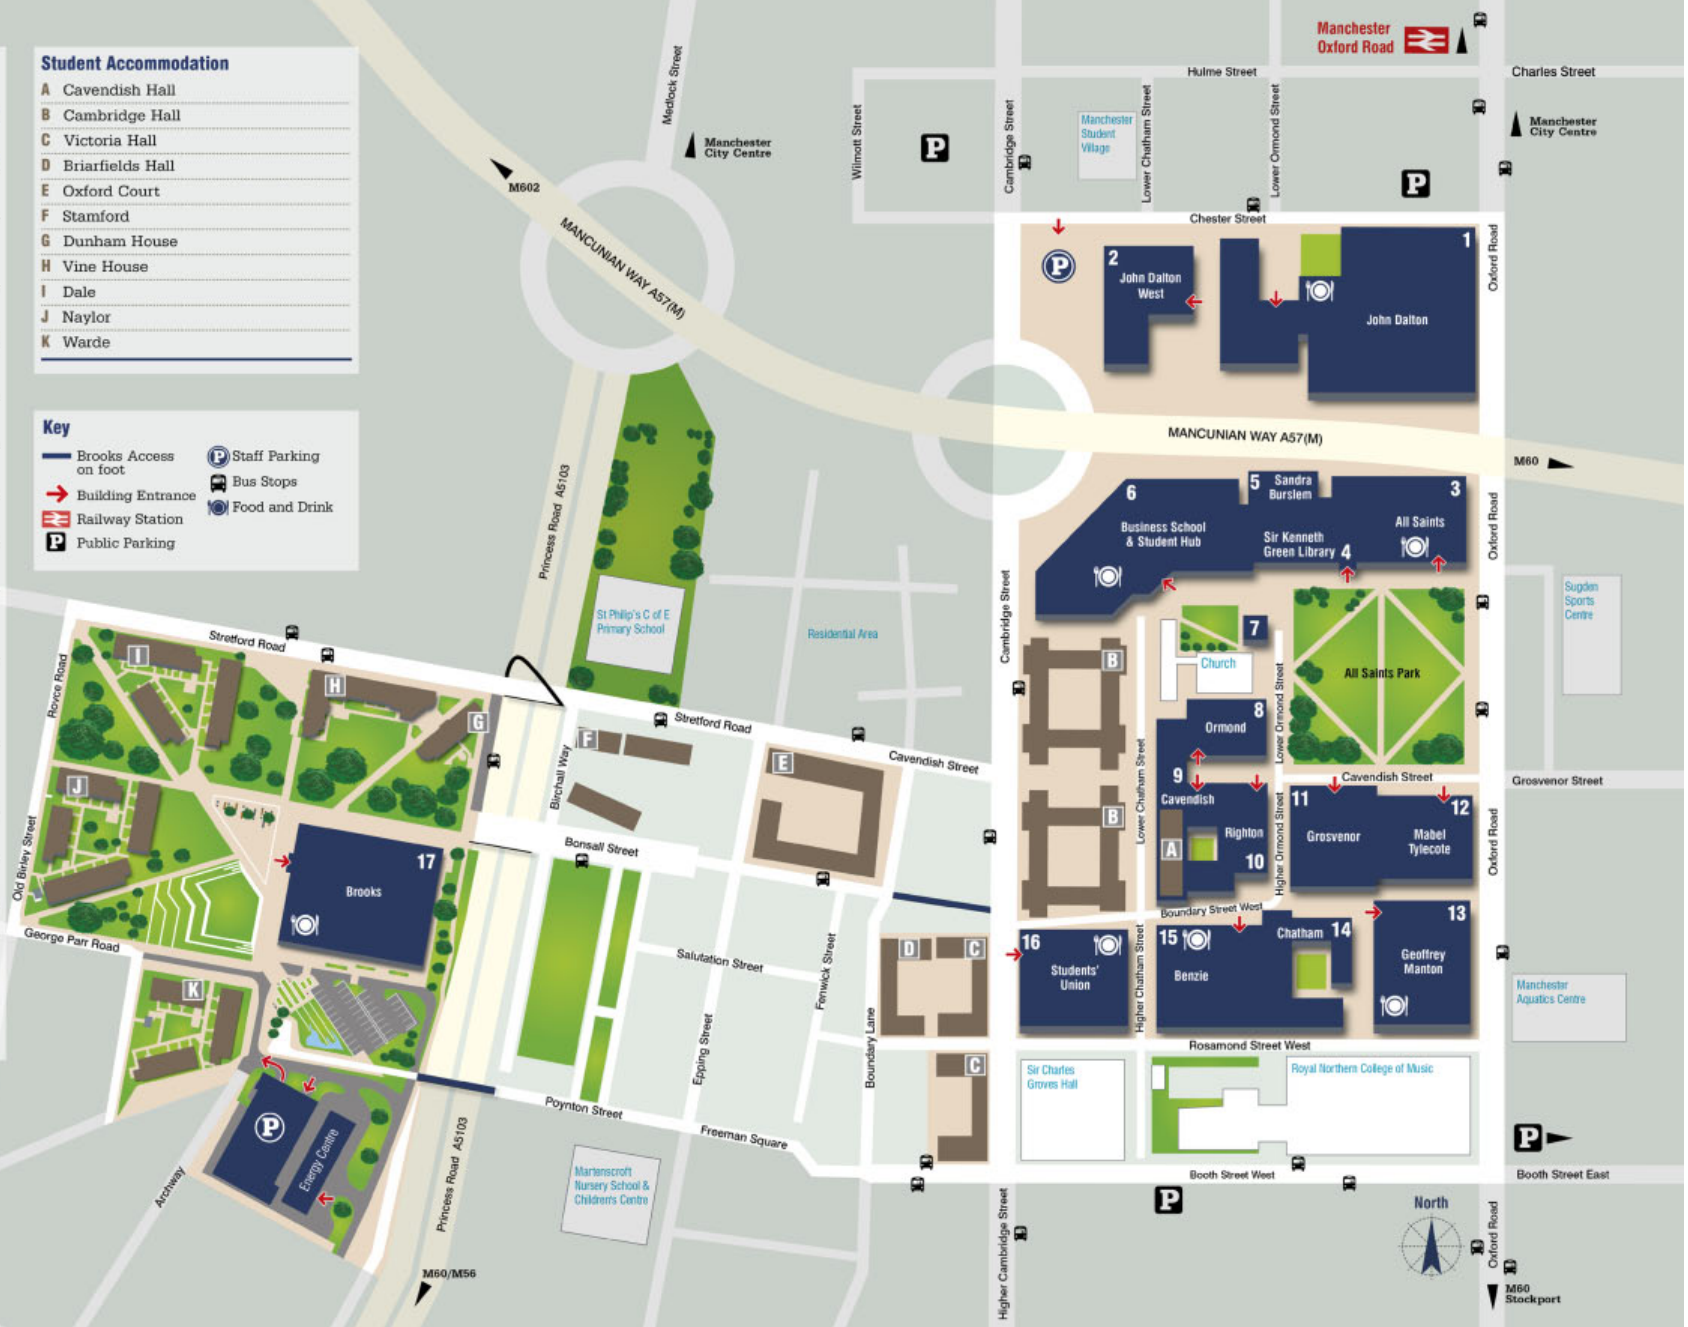 Student Accommodation
A Cavendish Hall
B Cambridge Hall
C Victoria Hall
D Briarfields Hall
E Oxford Court
F Stamford
G Dunham House
H Vine House
I Dale
J Naylor
K Warde
Key
Brooks Access
on foot
Building Entrance
Railway Station
P Public Parking
P Staff Parking
Bus Stops
Food and Drink
Manchester
Oxford Road
Hulme Street
Charles Street
Medlock Street
Manchester
City Centre
Wilmott Street
P
Cambridge Street
Manchester
Student
Village
Lower Chatham Street
Lower Ormond Street
P
Manchester
City Centre
M602
MANCUNIAN WAY A57(M)
Chester Street
P
2
John Dalton
West
1
John Dalton
Oxford Road
MANCUNIAN WAY A57(M)
M60
Princess Road A5103
6
Business School
& Student Hub
5
Sandra
Burslem
Sir Kenneth
Green Library
4
3
All Saints
Oxford Road
Cambridge Street
Sugden
Sports
Centre
St Philip's C of E
Primary School
Residential Area
7
Church
All Saints Park
Lower Ormond Street
B
B
Stretford Road
Royce Road
I
H
G
J
Old Birley Street
George Parr Road
K
17
Brooks
Birchall Way
F
Stretford Road
E
Cavendish Street
Bonsall Street
8
Ormond
9
Cavendish
A
Righton
10
Lower Chatham Street
Higher Ormond Street
Cavendish Street
Grosvenor Street
11
Grosvenor
12
Mabel
Tylecote
Oxford Road
Boundary Street West
Salutation Street
Fenwick Street
Epping Street
Boundary Lane
D
C
C
16
Students'
Union
Higher Chatham Street
15
Benzie
Chatham 14
13
Geoffrey
Manton
Manchester
Aquatics Centre
Rosamond Street West
Sir Charles
Groves Hall
Royal Northern College of Music
Poynton Street
Freeman Square
P
Energy Centre
Archway
Princess Road A5103
Martenscroft
Nursery School &
Children's Centre
M60/M56
Booth Street West
P
Booth Street East
P
Higher Cambridge Street
North
Oxford Road
M60
Stockport